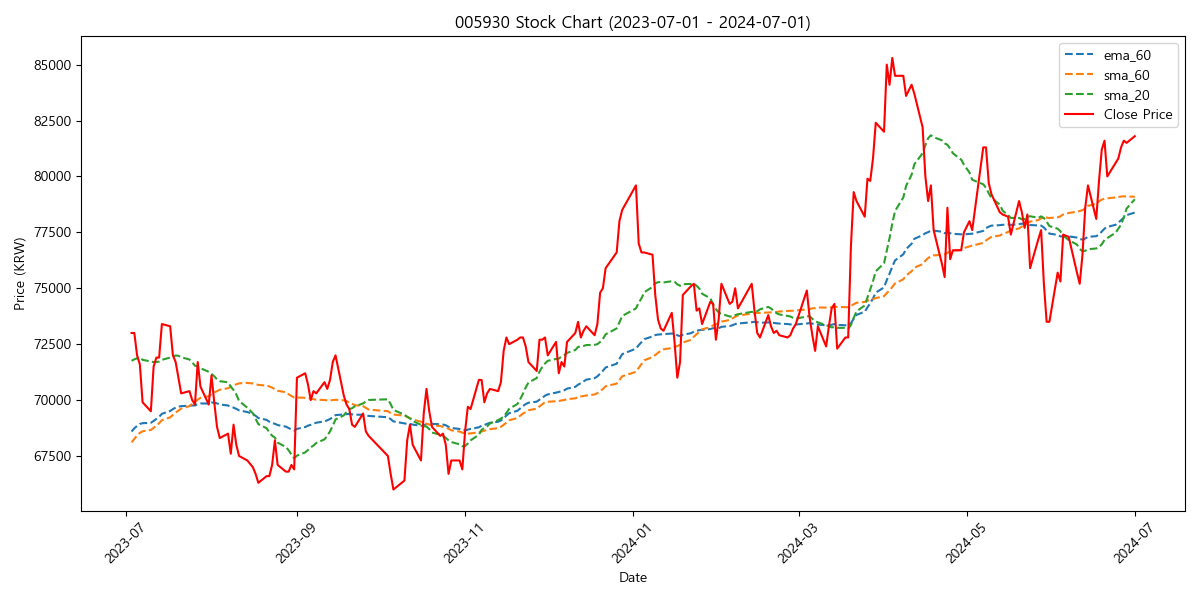 005930 Stock Chart (2023-07-01 - 2024-07-01)
ema_60
sma_60
sma_20
Close Price
Price (KRW)
85000
82500
80000
77500
75000
72500
70000
67500
2023-07
2023-09
2023-11
2024-01
2024-03
2024-05
2024-07
Date